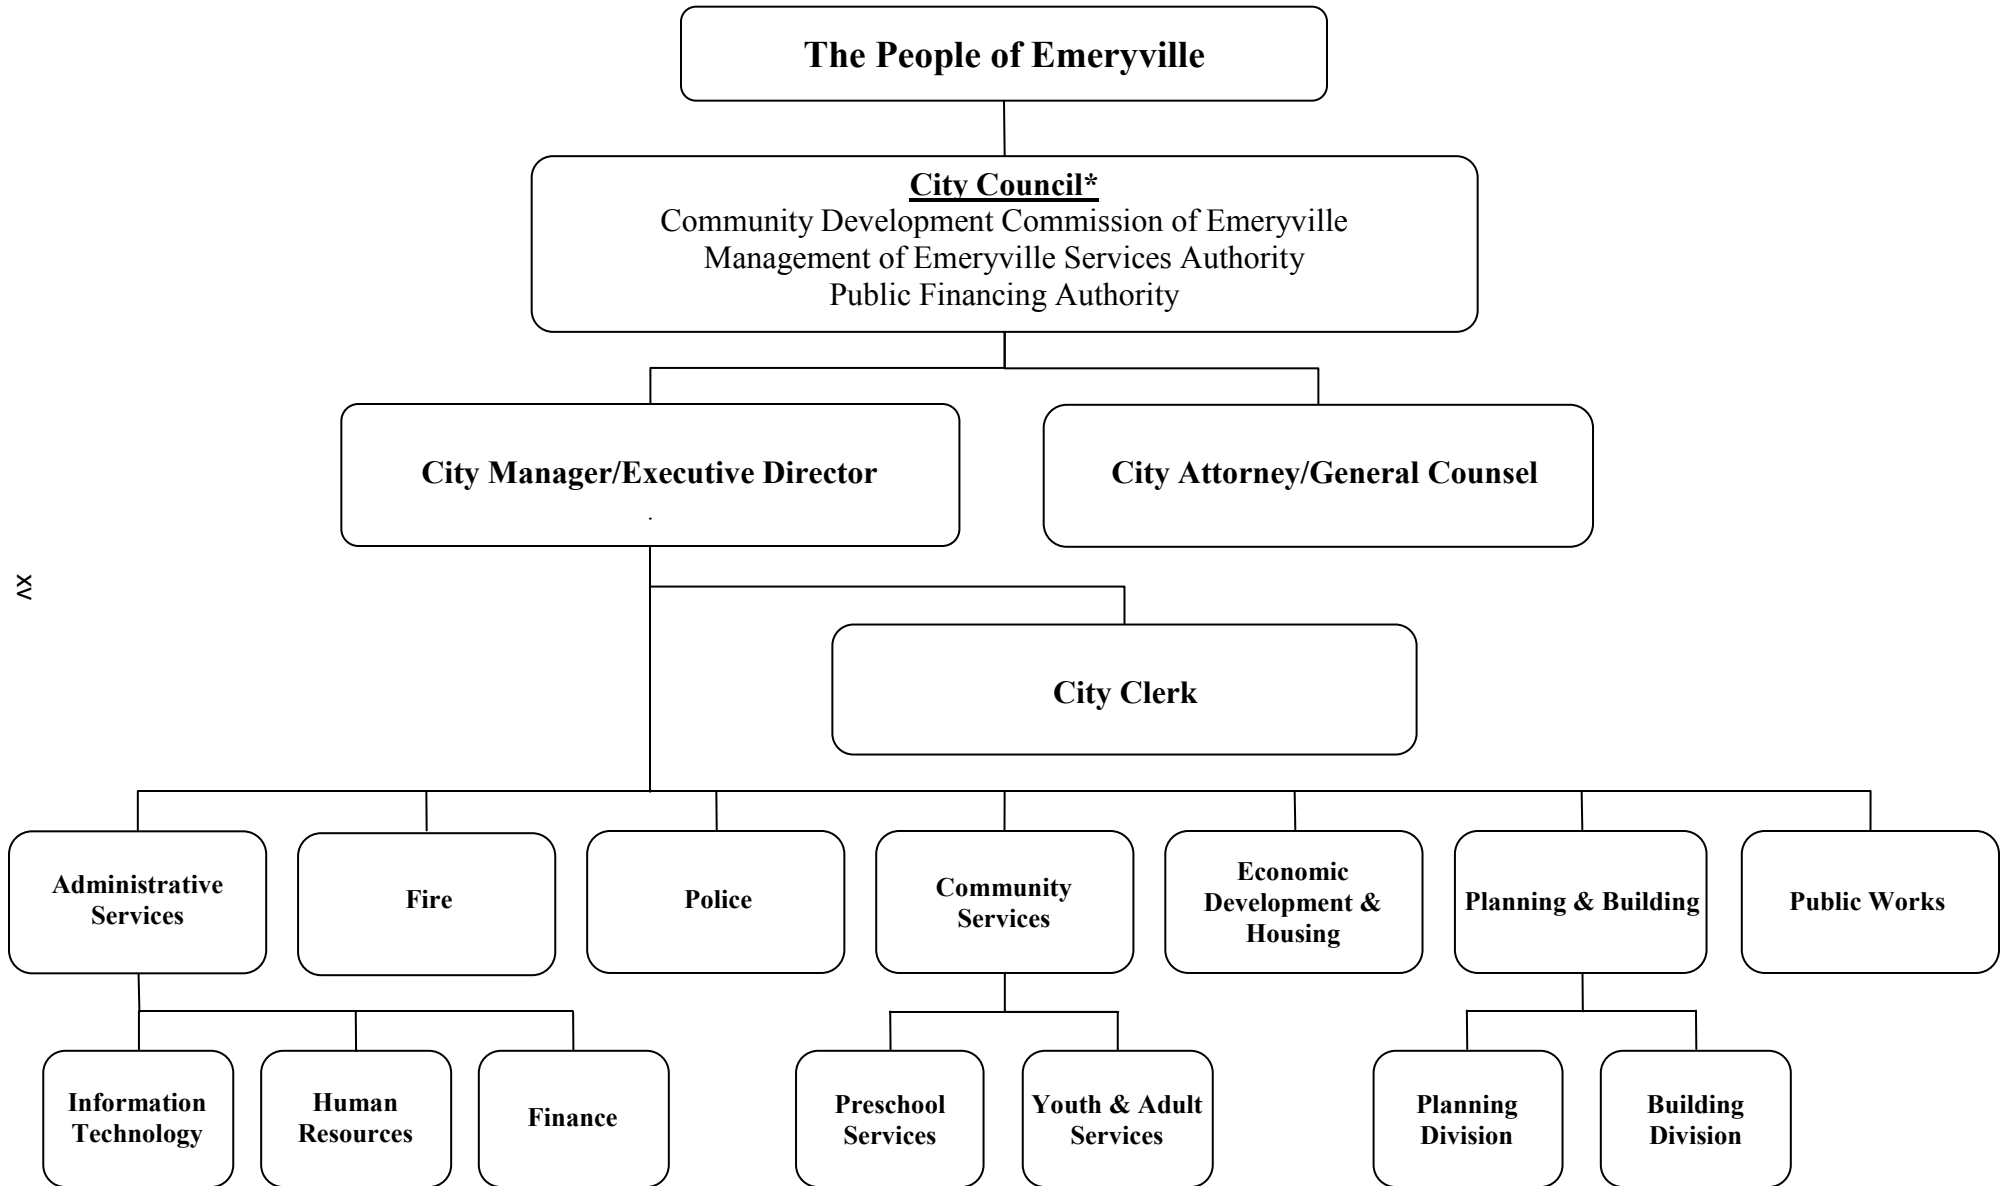 The People of Emeryville
City Council*
Community Development Commission of Emeryville
Management of Emeryville Services Authority
Public Financing Authority
City Manager/Executive Director
.
City Attorney/General Counsel
xv
City Clerk
Administrative
Services
Fire
Police
Community
Services
Economic
Development &
Housing
Planning & Building
Public Works
Information
Technology
Human
Resources
Finance
Preschool
Services
Youth & Adult
Services
Planning
Division
Building
Division